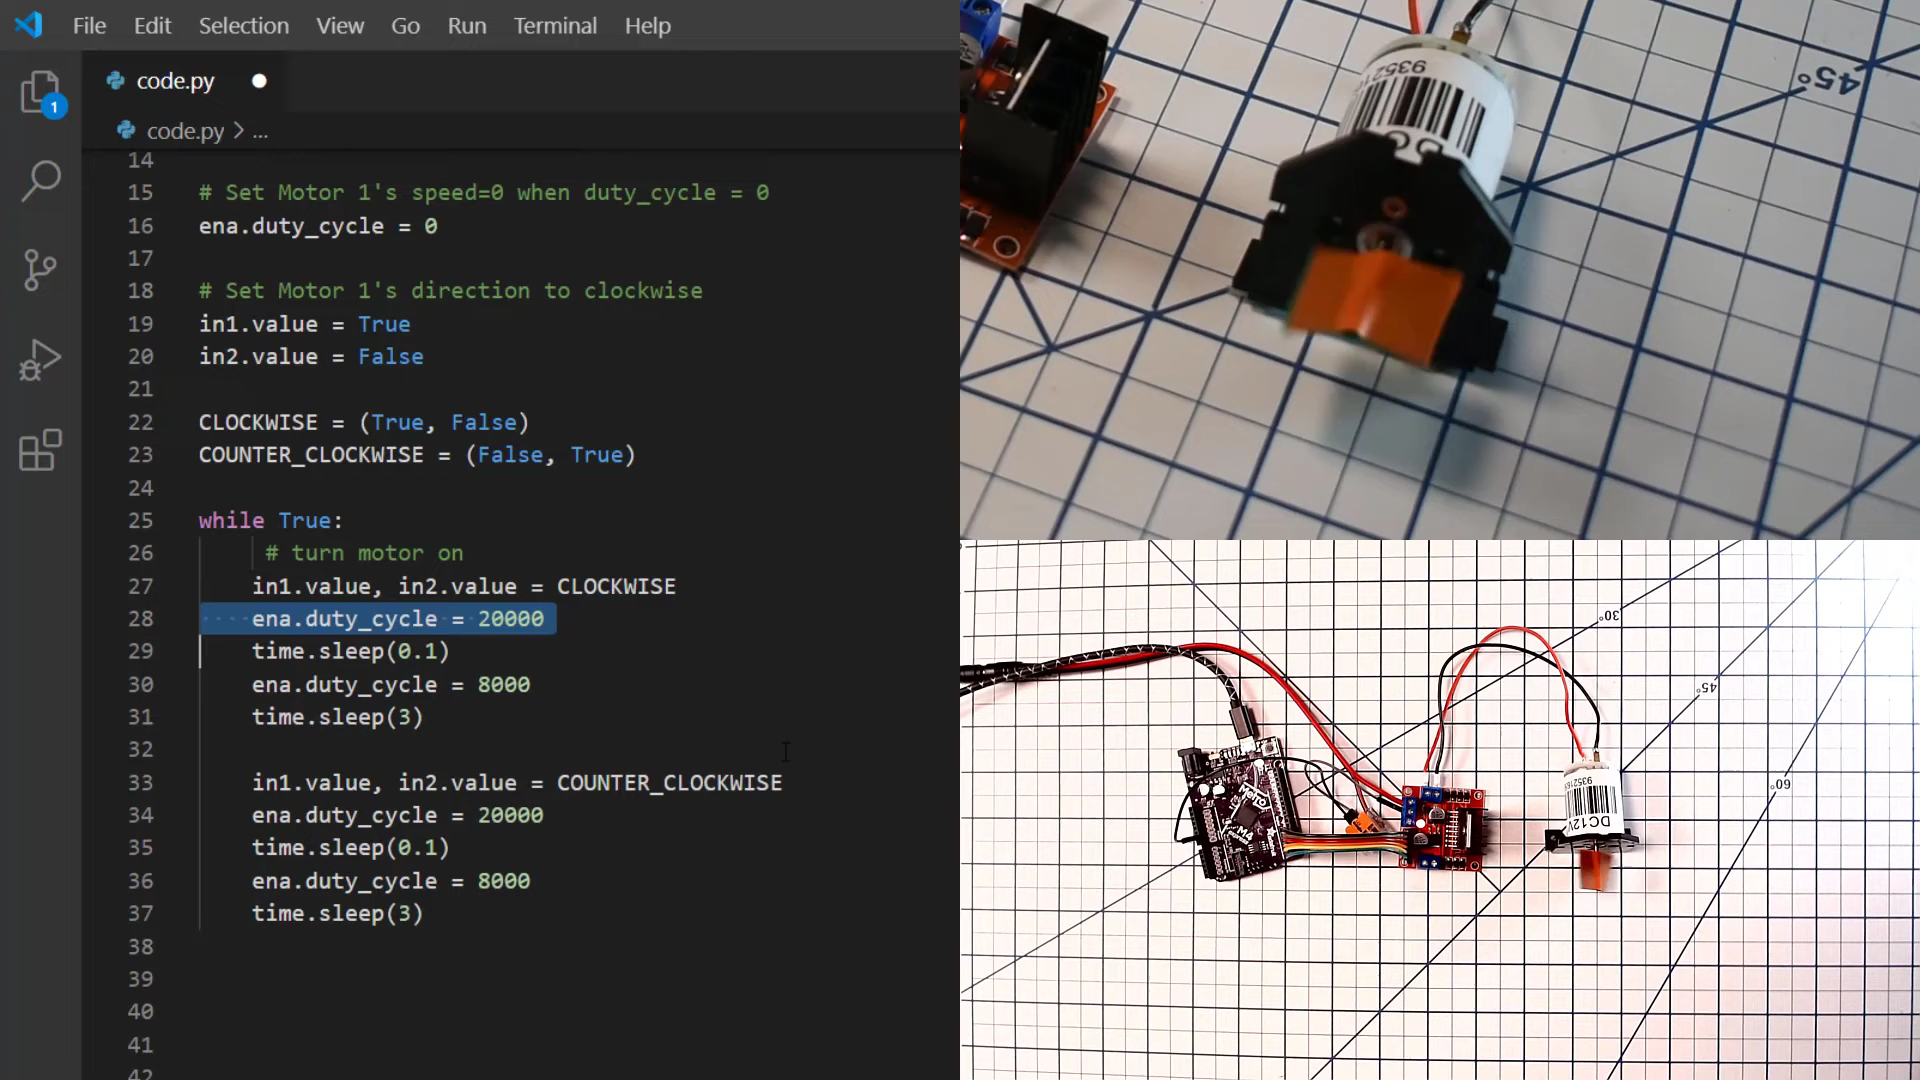 File Edit Selection View Go Run Terminal Help
1
code.py
code.py > ...
14
15 # Set Motor 1's speed=0 when duty_cycle = 0
16 ena.duty_cycle = 0
17
18 # Set Motor 1's direction to clockwise
19 in1.value = True
20 in2.value = False
21
22 CLOCKWISE = (True, False)
23 COUNTER_CLOCKWISE = (False, True)
24
25 while True:
26 # turn motor on
27 in1.value, in2.value = CLOCKWISE
28 ena.duty_cycle = 20000
29 time.sleep(0.1)
30 ena.duty_cycle = 8000
31 time.sleep(3)
32
33 in1.value, in2.value = COUNTER_CLOCKWISE
34 ena.duty_cycle = 20000
35 time.sleep(0.1)
36 ena.duty_cycle = 8000
37 time.sleep(3)
38
39
40
41
42
45°
30°
45°
60°
Metro
M4
DC12V